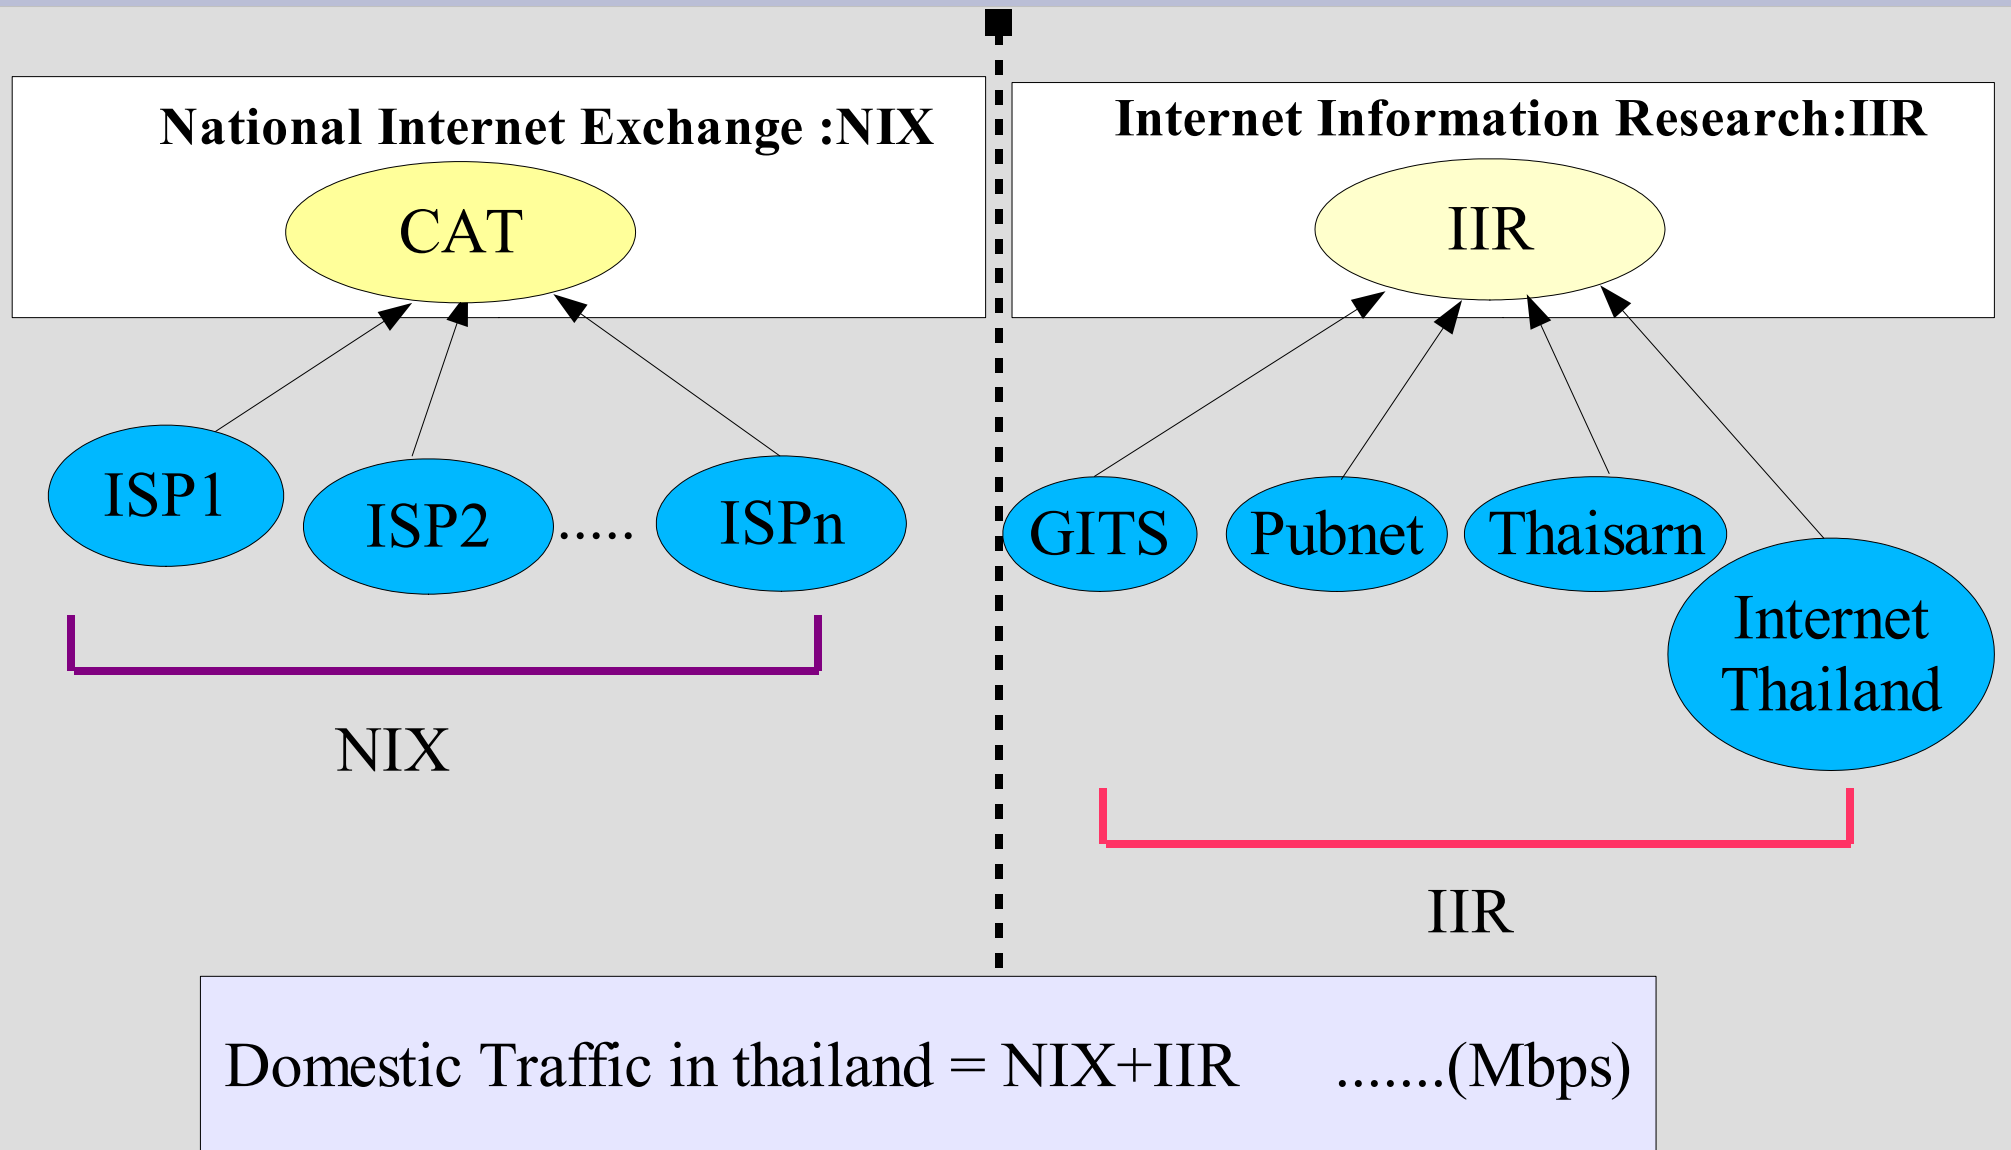 National Internet Exchange :NIX
CAT
ISP1
ISP2
.....
ISPn
NIX
Internet Information Research:IIR
IIR
GITS
Pubnet
Thaisarn
Internet
Thailand
IIR
Domestic Traffic in thailand = NIX+IIR .......(Mbps)